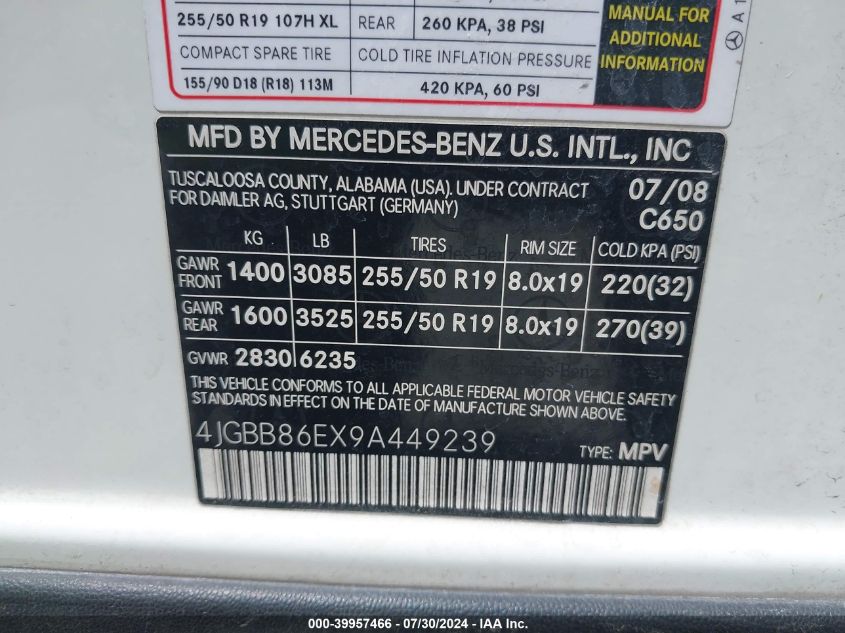 255/50 R19 107H XL REAR 260 KPA, 38 PSI
COMPACT SPARE TIRE COLD TIRE INFLATION PRESSURE
155/90 D18 (R18) 113M 420 KPA, 60 PSI
MANUAL FOR
ADDITIONAL
INFORMATION
A 1
MFD BY MERCEDES-BENZ U.S. INTL., INC
TUSCALOOSA COUNTY, ALABAMA (USA). UNDER CONTRACT 07/08
FOR DAIMLER AG, STUTTGART (GERMANY) C650
KG LB TIRES RIM SIZE COLD KPA (PSI)
GAWR FRONT 1400 3085 255/50 R19 8.0x19 220(32)
GAWR REAR 1600 3525 255/50 R19 8.0x19 270(39)
GVWR 2830 6235
THIS VEHICLE CONFORMS TO ALL APPLICABLE FEDERAL MOTOR VEHICLE SAFETY
STANDARDS IN EFFECT ON THE DATE OF MANUFACTURE SHOWN ABOVE.
4JGBB86EX9A449239 TYPE: MPV
000-39957466 - 07/30/2024 - IAA, Inc.